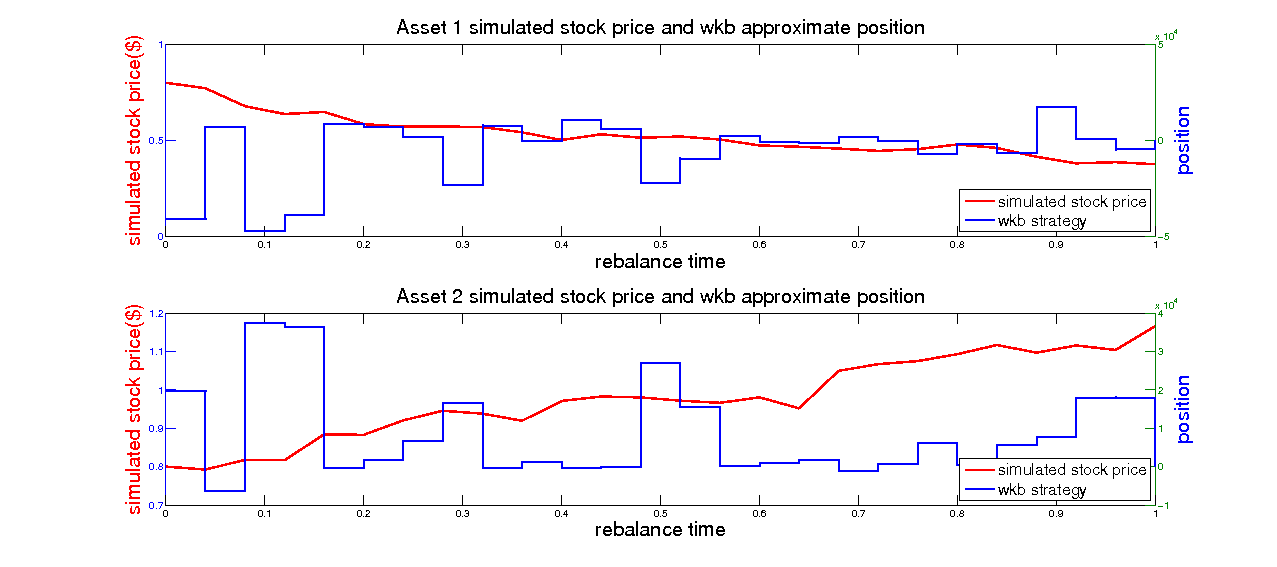 Asset 1 simulated stock price and wkb approximate position
x 10^4
simulated stock price($)
1
0.5
0
5
0
-5
position
simulated stock price
wkb strategy
0 0.1 0.2 0.3 0.4 0.5 0.6 0.7 0.8 0.9 1
rebalance time
Asset 2 simulated stock price and wkb approximate position
x 10^4
simulated stock price($)
1.2
1.1
1
0.9
0.8
0.7
4
3
2
1
0
-1
position
simulated stock price
wkb strategy
0 0.1 0.2 0.3 0.4 0.5 0.6 0.7 0.8 0.9 1
rebalance time